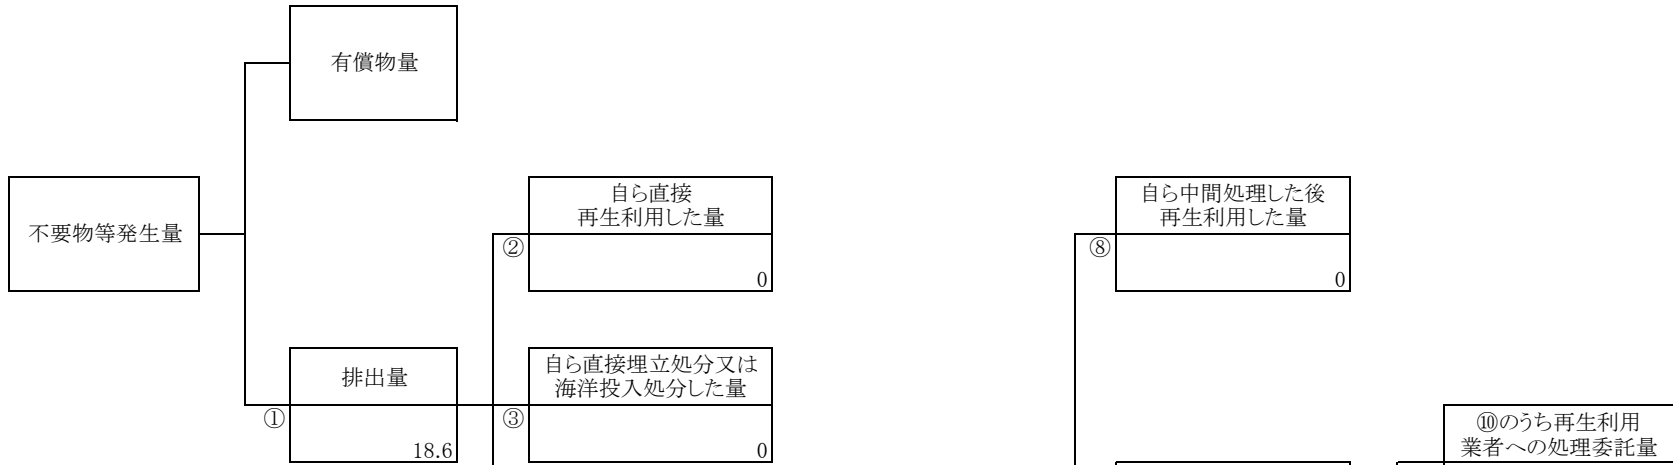 有償物量
不要物等発生量
自ら直接
再生利用した量
②
0
自ら中間処理した後
再生利用した量
⑧
0
排出量
①
18.6
自ら直接埋立処分又は
海洋投入処分した量
③
0
⑩のうち再生利用
業者への処理委託量